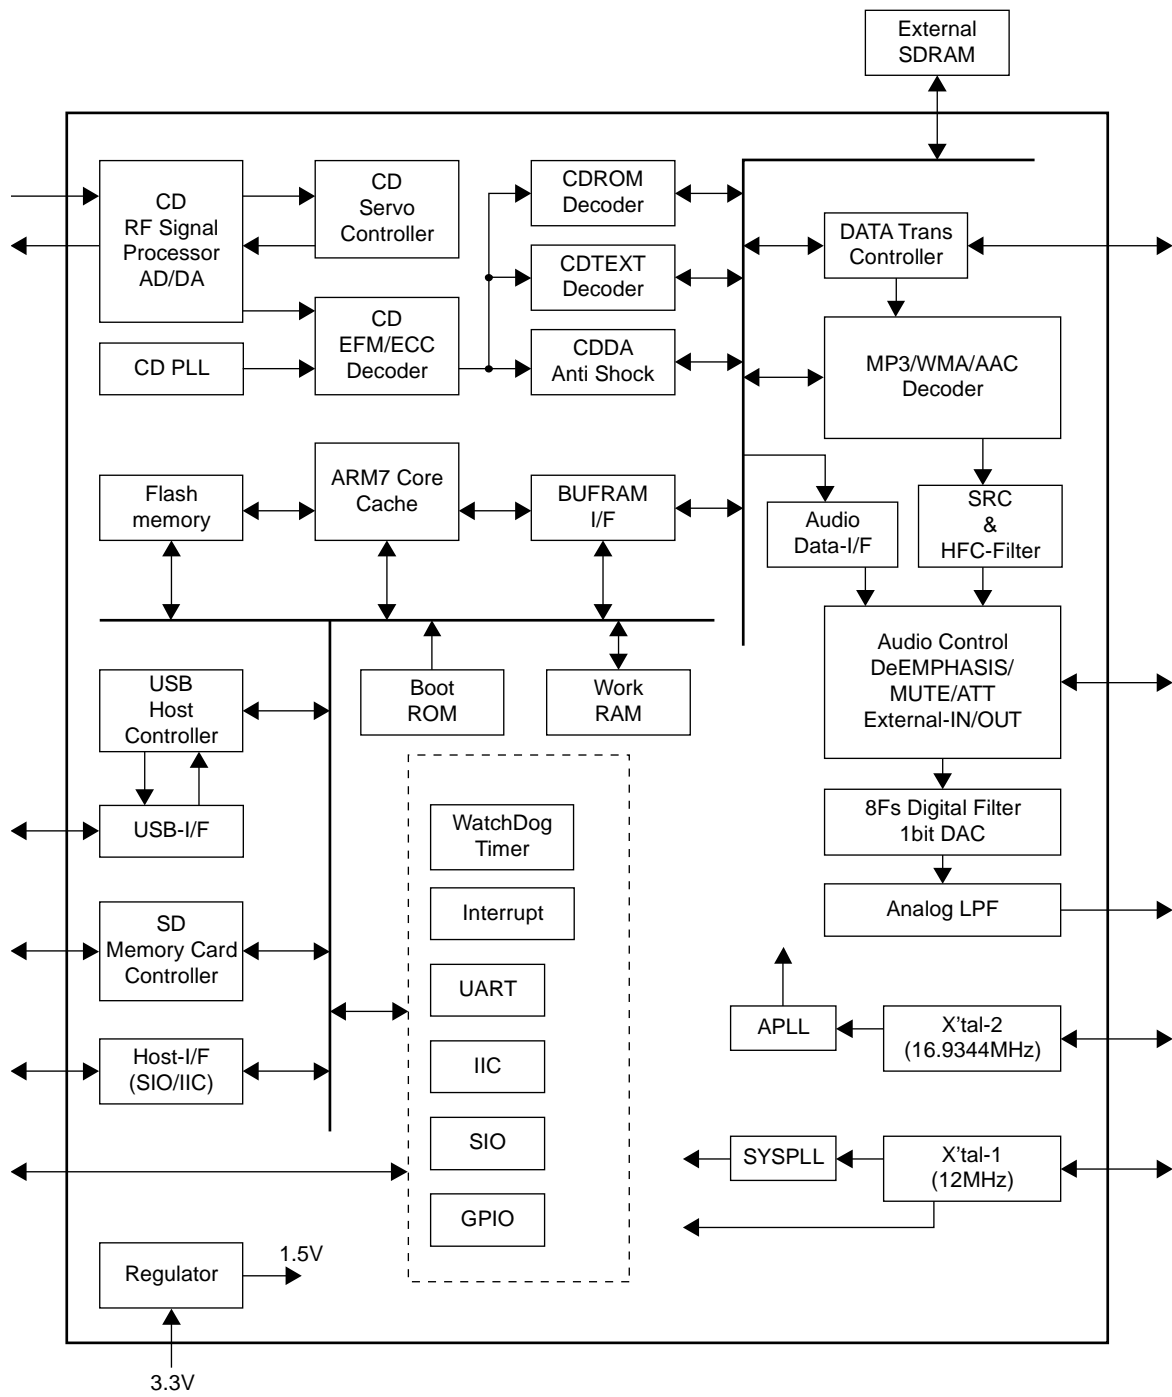 External
SDRAM
CD
RF Signal
Processor
AD/DA
CD
Servo
Controller
CDROM
Decoder
DATA Trans
Controller
CDTEXT
Decoder
CD PLL
CD
EFM/ECC
Decoder
CDDA
Anti Shock
MP3/WMA/AAC
Decoder
Flash
memory
ARM7 Core
Cache
BUFRAM
I/F
Audio
Data-I/F
SRC
&
HFC-Filter
USB
Host
Controller
Boot
ROM
Work
RAM
Audio Control
DeEMPHASIS/
MUTE/ATT
External-IN/OUT
USB-I/F
WatchDog
Timer
8Fs Digital Filter
1bit DAC
Interrupt
Analog LPF
SD
Memory Card
Controller
UART
APLL
X'tal-2
(16.9344MHz)
Host-I/F
(SIO/IIC)
IIC
SIO
SYSPLL
X'tal-1
(12MHz)
GPIO
Regulator
1.5V
3.3V